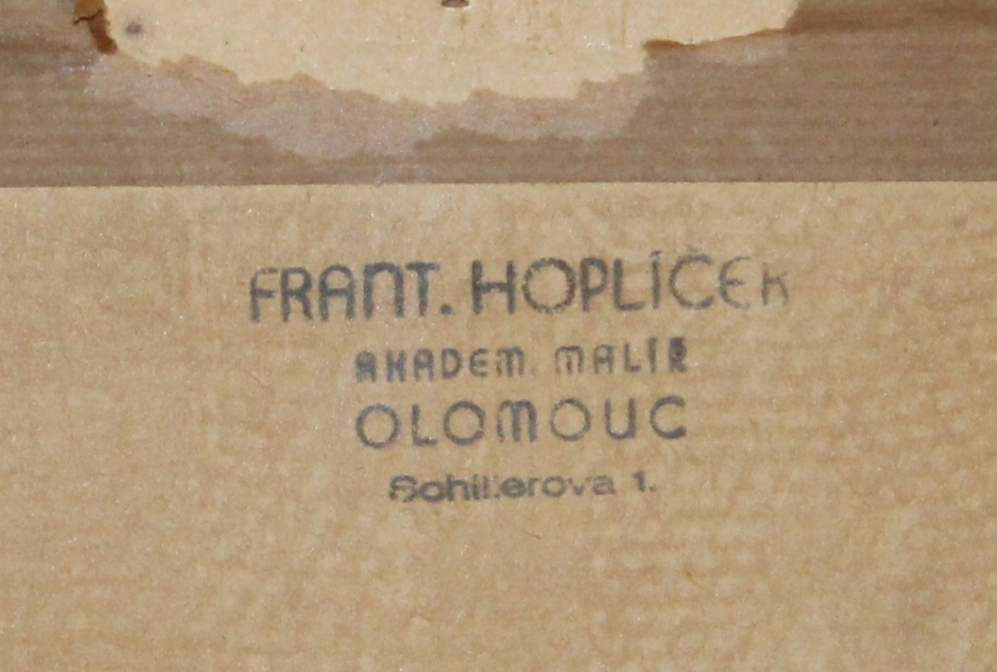 FRANT. HOPLÍČEK
AKADEM. MALÍŘ
OLOMOUC
Schillerova 1.